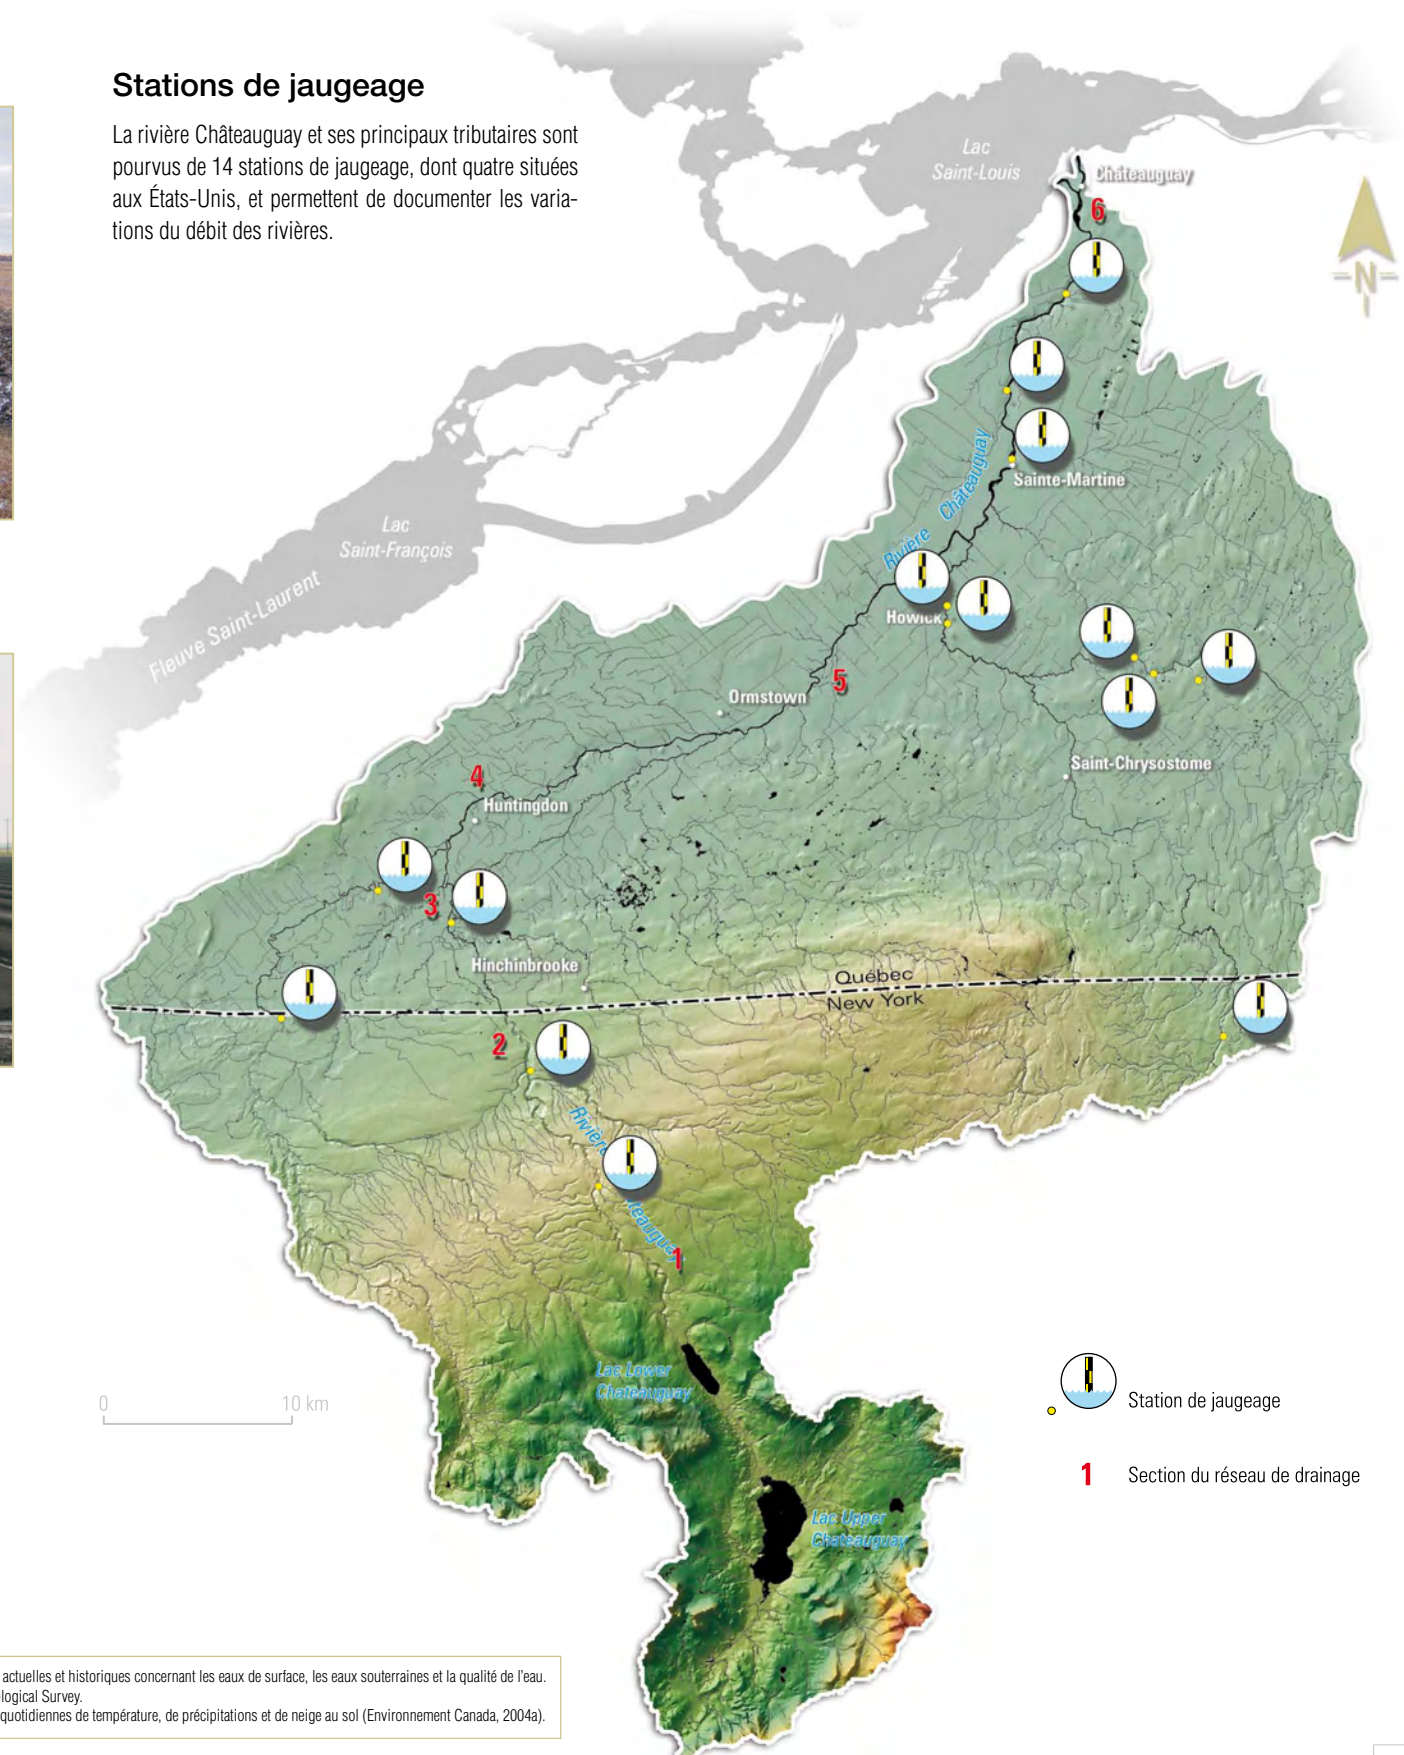 Stations de jaugeage
La rivière Châteauguay et ses principaux tributaires sont
pourvus de 14 stations de jaugeage, dont quatre situées
aux États-Unis, et permettent de documenter les varia-
tions du débit des rivières.
Lac
Saint-Louis
Châteauguay
6
N
Rivière Châteauguay
Sainte-Martine
Lac
Saint-François
Fleuve Saint-Laurent
Howick
5
Ormstown
Saint-Chrysostome
4
Huntingdon
3
Hinchinbrooke
Québec
New York
2
Rivière
1
Lac Lower
Chateauguay
0 10 km
Station de jaugeage
1 Section du réseau de drainage
Lac Upper
Chateauguay
actuelles et historiques concernant les eaux de surface, les eaux souterraines et la qualité de l'eau.
logical Survey.
quotidiennes de température, de précipitations et de neige au sol (Environnement Canada, 2004a).